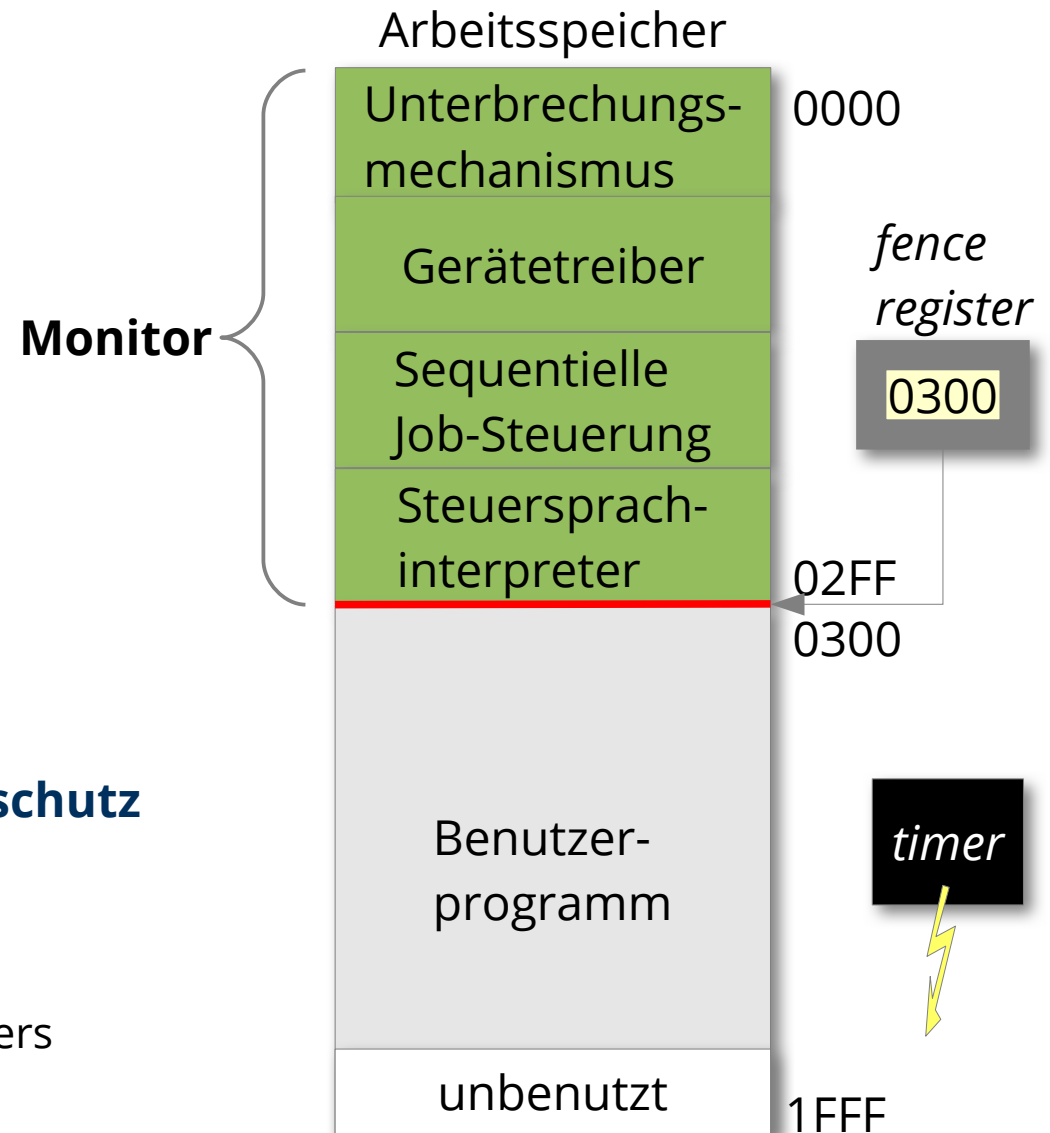 Arbeitsspeicher
Unterbrechungs-
mechanismus
0000
Gerätetreiber
fence
register
0300
Monitor
Sequentielle
Job-Steuerung
Steuersprach-
interpreter
02FF
0300
schutz
Benutzer-
programm
timer
ers
unbenutzt
1FFF